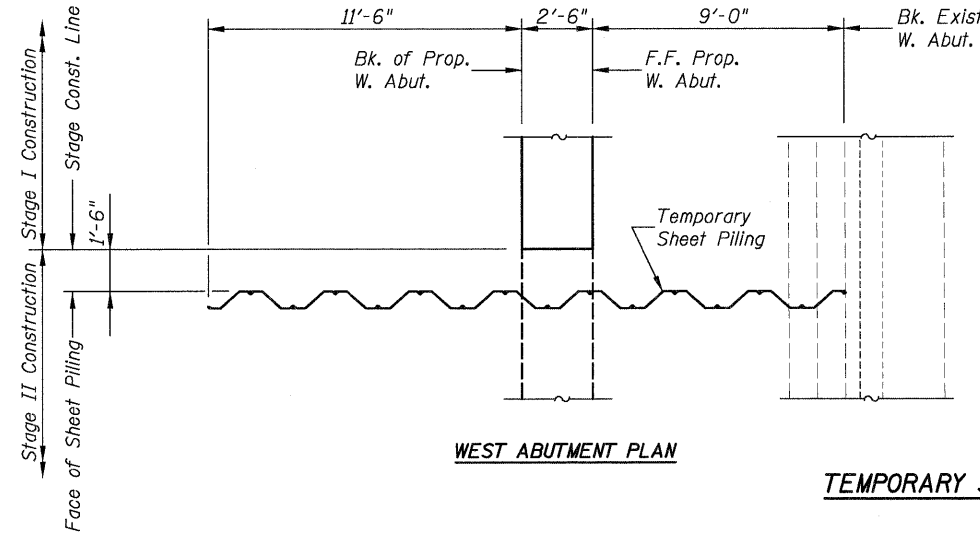 11'-6"
2'-6"
9'-0"
Bk. Exist
W. Abut.
Bk. of Prop.
W. Abut.
F.F. Prop.
W. Abut.
Stage I Construction
Stage Const. Line
1'-6"
Temporary
Sheet Piling
Stage II Construction
Face of Sheet Piling
WEST ABUTMENT PLAN
TEMPORARY